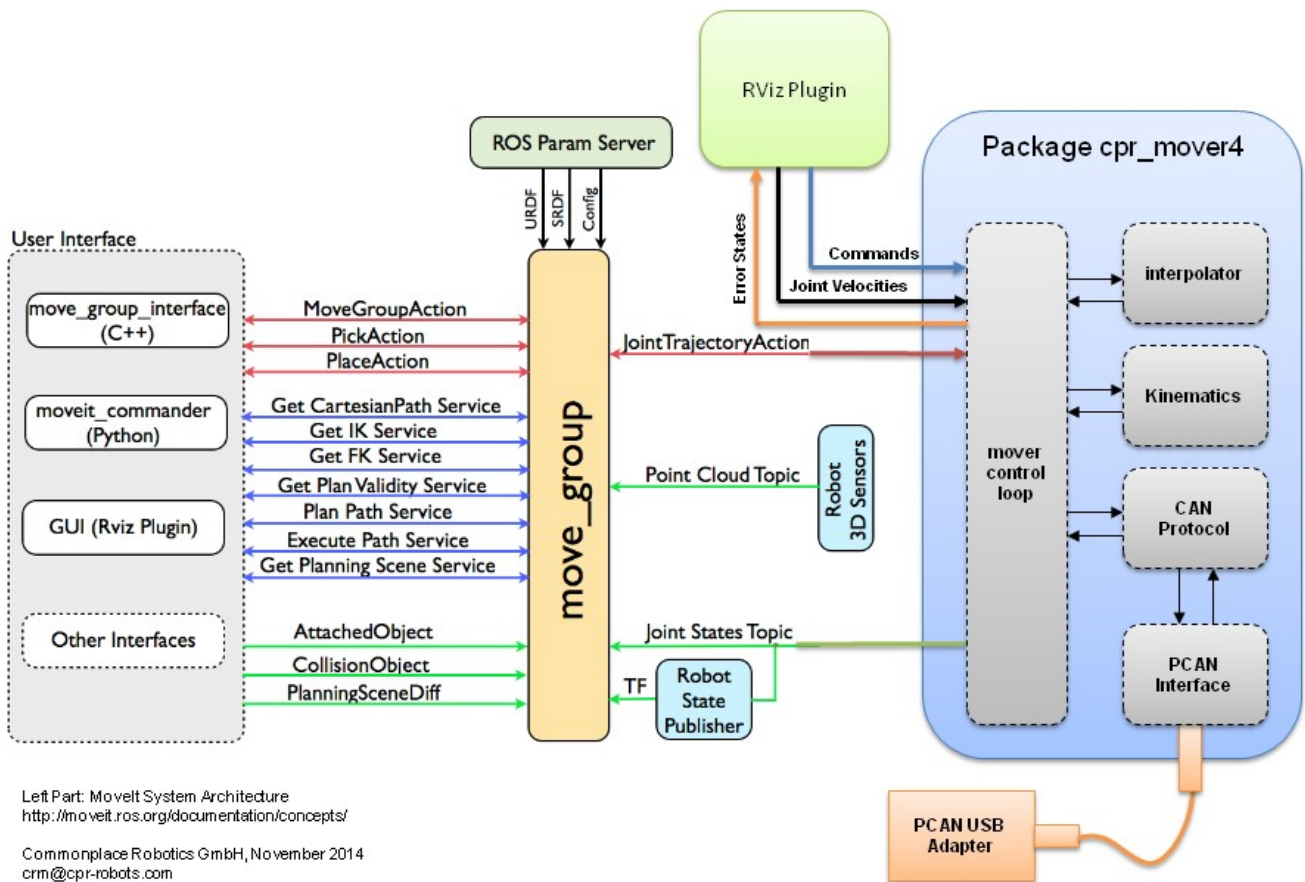 RViz Plugin
ROS Param Server
Package cpr_mover4
URDF
SRDF
Config
User Interface
Error States
Commands
Joint Velocities
interpolator
move_group_interface
(C++)
MoveGroupAction
PickAction
PlaceAction
JointTrajectoryAction
moveit_commander
(Python)
Get CartesianPath Service
Get IK Service
Get FK Service
Get Plan Validity Service
Plan Path Service
Execute Path Service
Get Planning Scene Service
move_group
Kinematics
mover
control
loop
Point Cloud Topic
Robot
3D Sensors
CAN
Protocol
GUI (Rviz Plugin)
Other Interfaces
AttachedObject
CollisionObject
PlanningSceneDiff
Joint States Topic
TF
Robot
State
Publisher
PCAN
Interface
PCAN USB
Adapter
Left Part: MoveIt System Architecture
http://moveit.ros.org/documentation/concepts/
Commonplace Robotics GmbH, November 2014
crm@cpr-robots.com